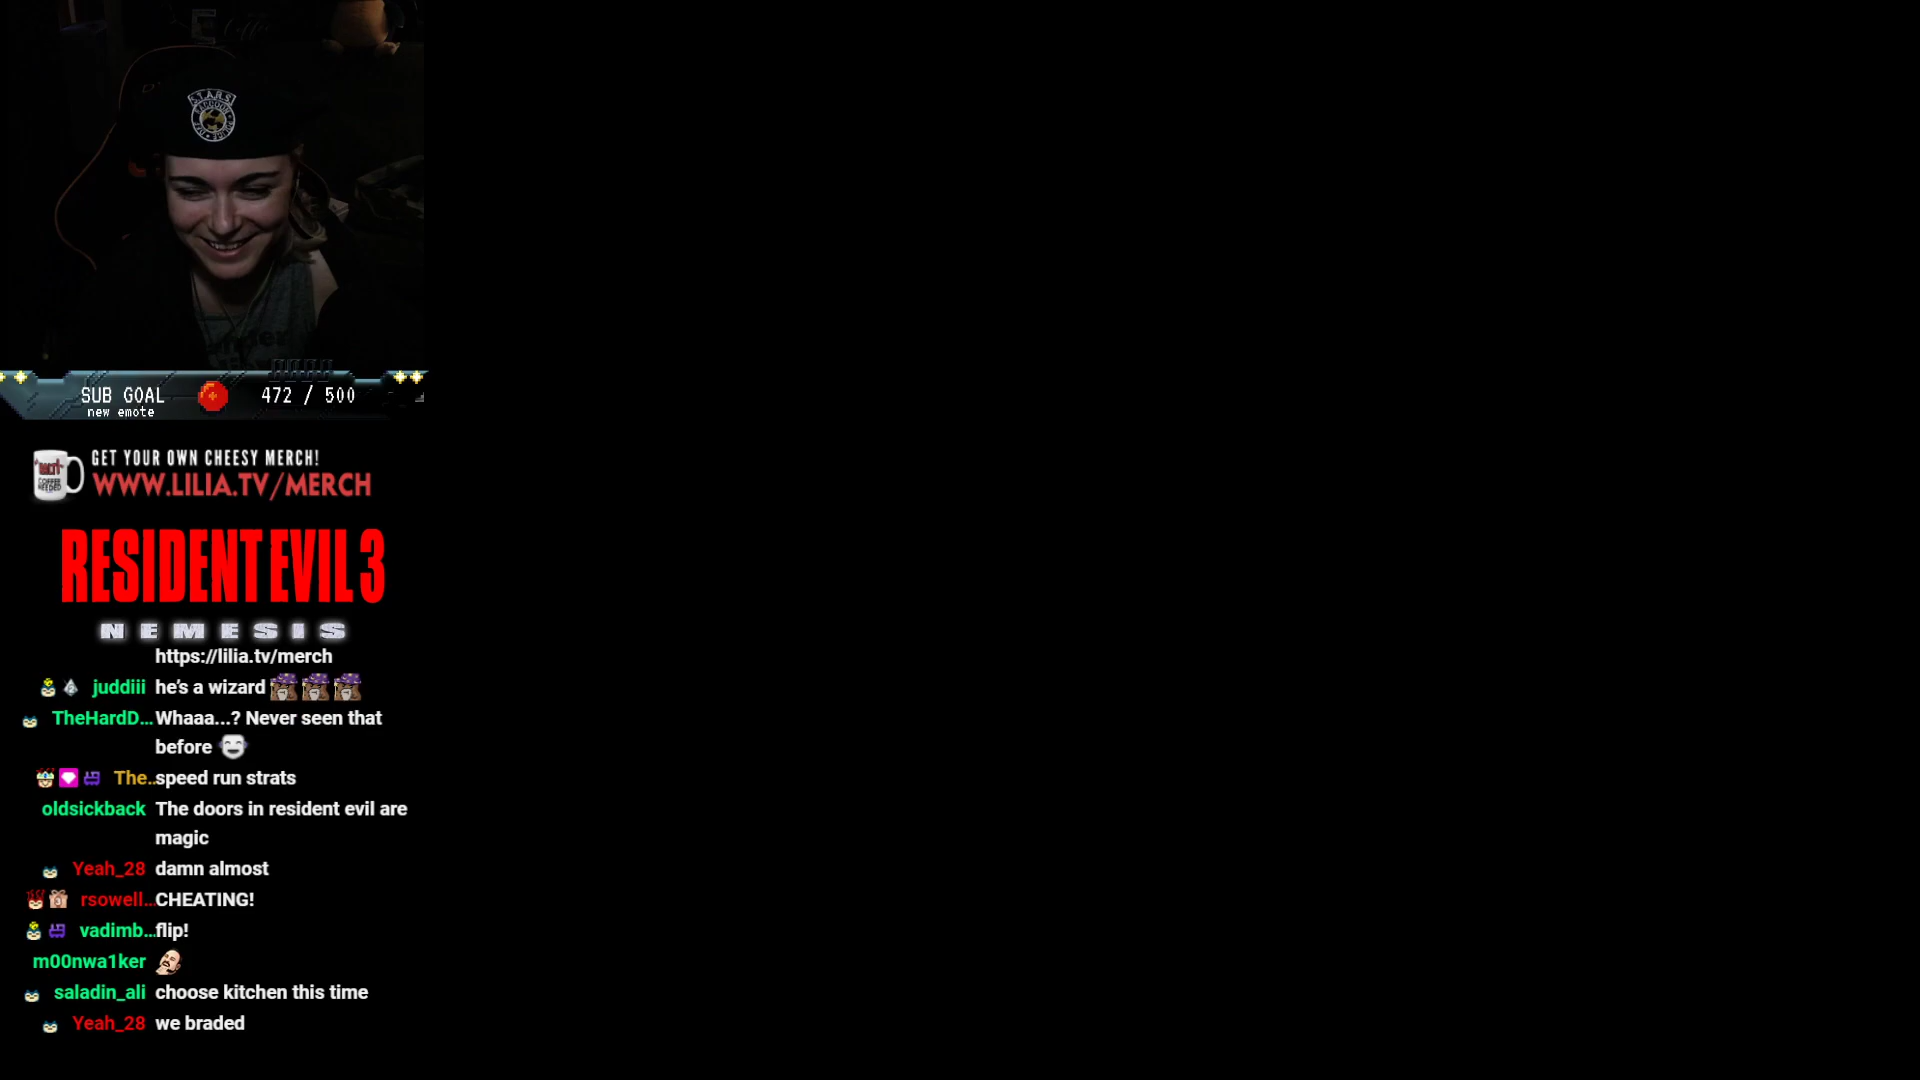 S.T.A.R.S.
SUB GOAL
472 / 500
new emote
GET YOUR OWN CHEESY MERCH!
WWW.LILIA.TV/MERCH
RESIDENT EVIL 3
NEMESIS
https://lilia.tv/merch
juddiii he's a wizard
TheHardD... Whaaa...? Never seen that
before
The.. speed run strats
oldsickback The doors in resident evil are
magic
Yeah_28 damn almost
rsowell... CHEATING!
vadimb... flip!
m00nwa1ker
saladin_ali choose kitchen this time
Yeah_28 we braded